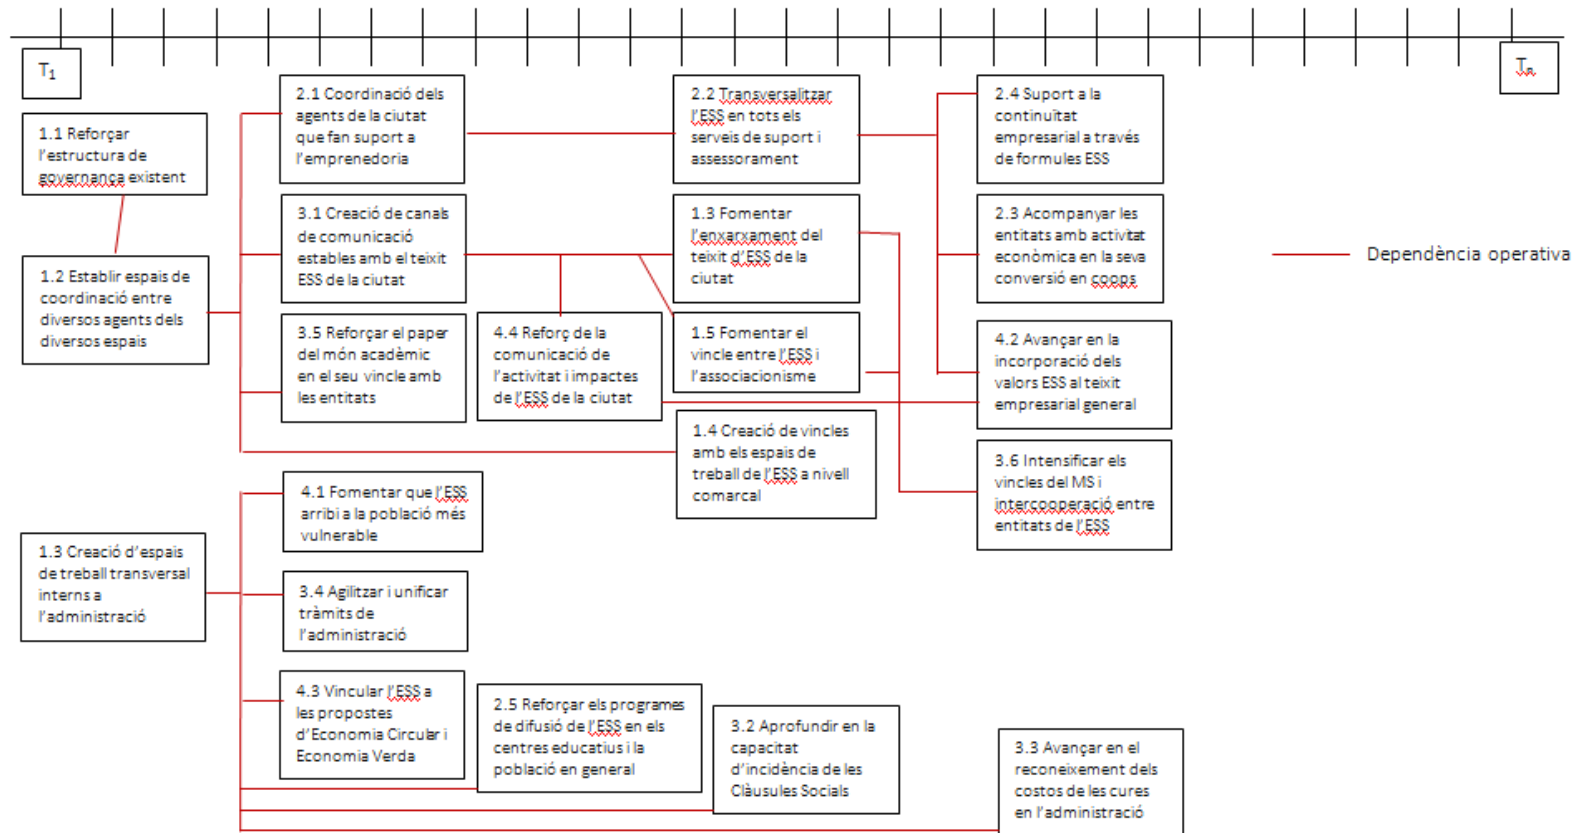 T1
Tn
1.1 Reforçar
l'estructura de
governança existent
1.2 Establir espais de
coordinació entre
diversos agents dels
diversos espais
2.1 Coordinació dels
agents de la ciutat
que fan suport a
l'emprenedoria
3.1 Creació de canals
de comunicació
estables amb el teixit
ESS de la ciutat
3.5 Reforçar el paper
del món acadèmic
en el seu vincle amb
les entitats
4.4 Reforç de la
comunicació de
l'activitat i impactes
de l'ESS de la ciutat
2.2 Transversalitzar
l'ESS en tots els
serveis de suport i
assessorament
1.3 Fomentar
l'enxarxament del
teixit d'ESS de la
ciutat
1.5 Fomentar el
vincle entre l'ESS i
l'associacionisme
1.4 Creació de vincles
amb els espais de
treball de l'ESS a nivell
comarcal
2.4 Suport a la
continuïtat
empresarial a través
de formules ESS
2.3 Acompanyar les
entitats amb activitat
econòmica en la seva
conversió en coops
4.2 Avançar en la
incorporació dels
valors ESS al teixit
empresarial general
3.6 Intensificar els
vincles del MS i
intercooperació entre
entitats de l'ESS
Dependència operativa
1.3 Creació d'espais
de treball transversal
interns a
l'administració
4.1 Fomentar que l'ESS
arribi a la població més
vulnerable
3.4 Agilitzar i unificar
tràmits de
l'administració
4.3 Vincular l'ESS a
les propostes
d'Economia Circular i
Economia Verda
2.5 Reforçar els programes
de difusió de l'ESS en els
centres educatius i la
població en general
3.2 Aprofundir en la
capacitat
d'incidència de les
Clàusules Socials
3.3 Avançar en el
reconeixement dels
costos de les cures
en l'administració